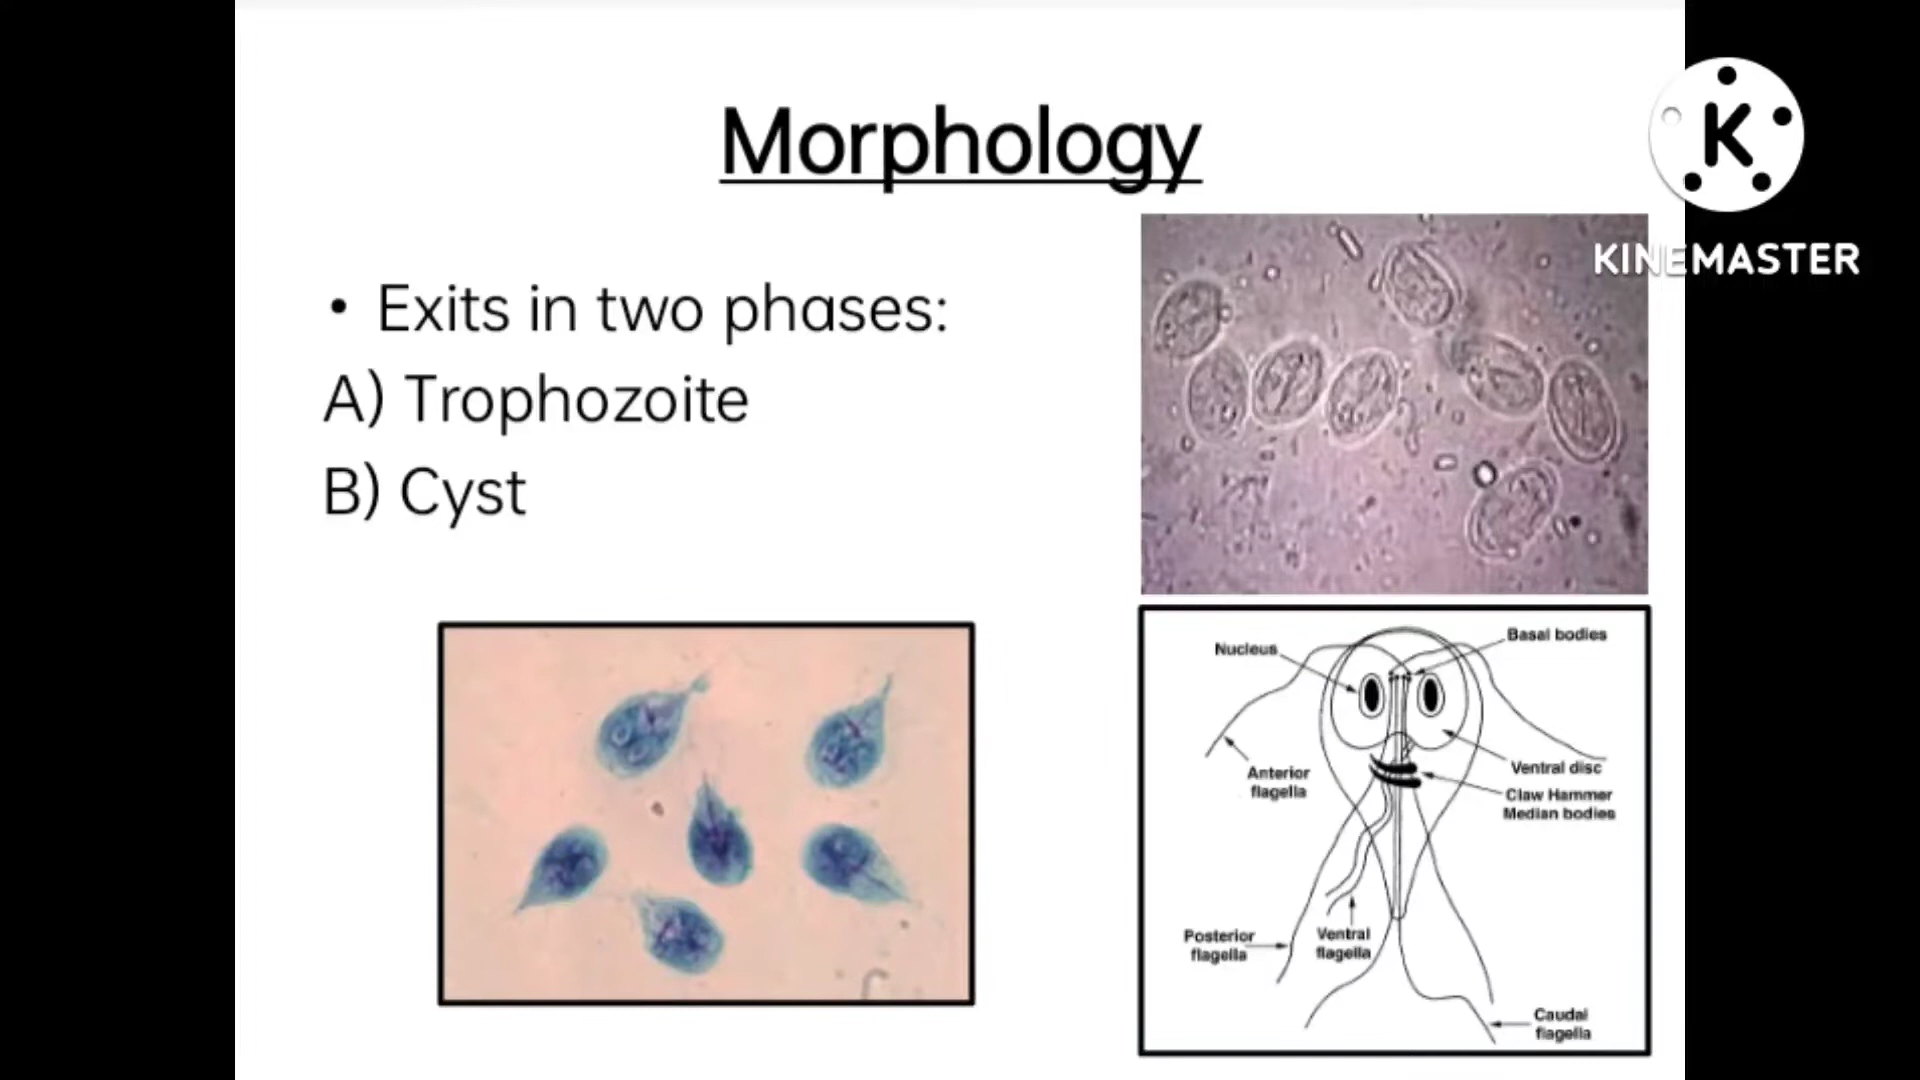 Morphology
K
KINEMASTER
• Exits in two phases:
A) Trophozoite
B) Cyst
Nucleus
Basal bodies
Anterior
flagella
Ventral disc
Claw Hammer
Median bodies
Posterior
flagella
Ventral
flagella
Caudal
flagella